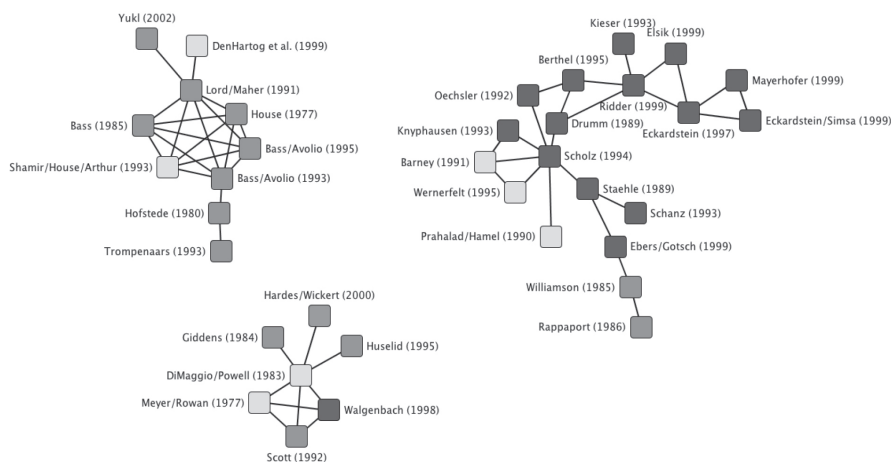 Yukl (2002)
DenHartog et al. (1999)
Lord/Maher (1991)
House (1977)
Bass (1985)
Bass/Avolio (1995)
Shamir/House/Arthur (1993)
Bass/Avolio (1993)
Hofstede (1980)
Trompenaars (1993)
Kieser (1993)
Elsik (1999)
Berthel (1995)
Mayerhofer (1999)
Oechsler (1992)
Ridder (1999)
Eckardstein/Simsa (1999)
Drumm (1989)
Eckardstein (1997)
Knyphausen (1993)
Scholz (1994)
Barney (1991)
Wernerfelt (1995)
Staehle (1989)
Schanz (1993)
Prahalad/Hamel (1990)
Ebers/Gotsch (1999)
Williamson (1985)
Rappaport (1986)
Hardes/Wickert (2000)
Giddens (1984)
Huselid (1995)
DiMaggio/Powell (1983)
Meyer/Rowan (1977)
Walgenbach (1998)
Scott (1992)